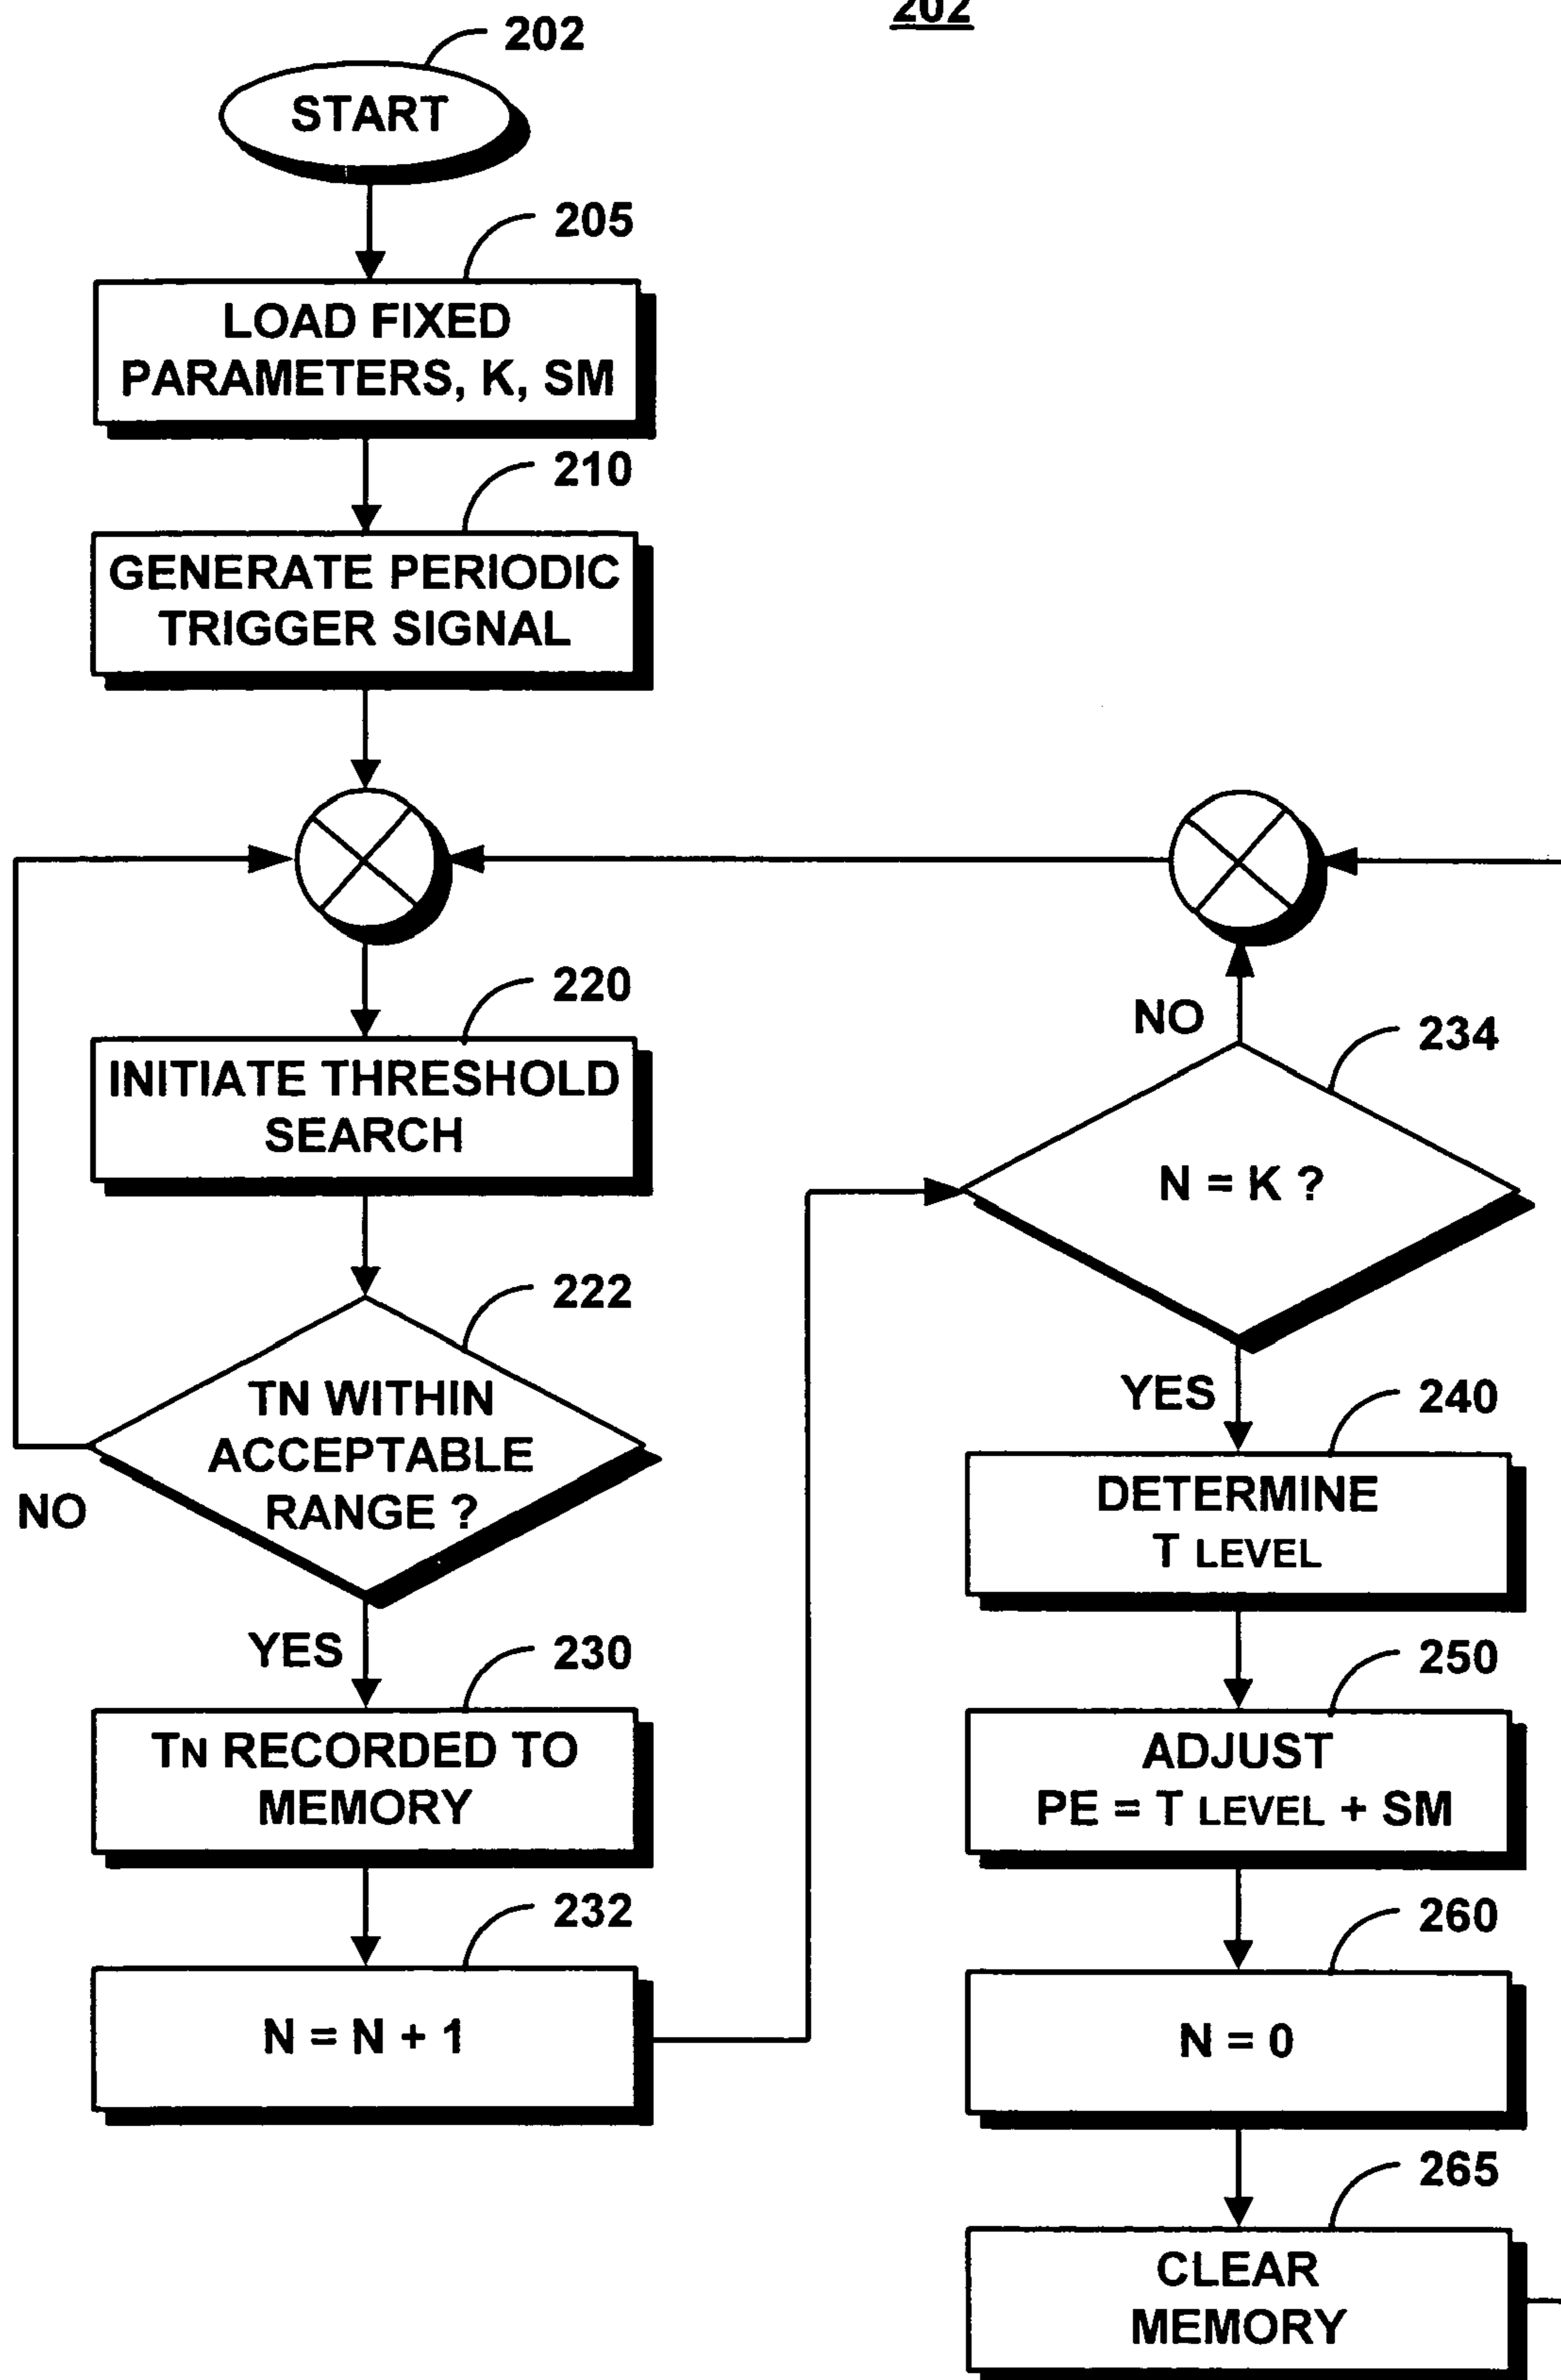 202
202
START
205
LOAD FIXED
PARAMETERS, K, SM
210
GENERATE PERIODIC
TRIGGER SIGNAL
220
INITIATE THRESHOLD
SEARCH
222
TN WITHIN
ACCEPTABLE
RANGE ?
NO
YES
230
TN RECORDED TO
MEMORY
232
N = N + 1
NO
234
N = K ?
YES
240
DETERMINE
T LEVEL
250
ADJUST
PE = T LEVEL + SM
260
N = 0
265
CLEAR
MEMORY